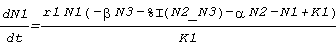 dN1/dt = r1 N1 (-β N3 - %I(N2_N3) - α N2 - N1 + K1) / K1